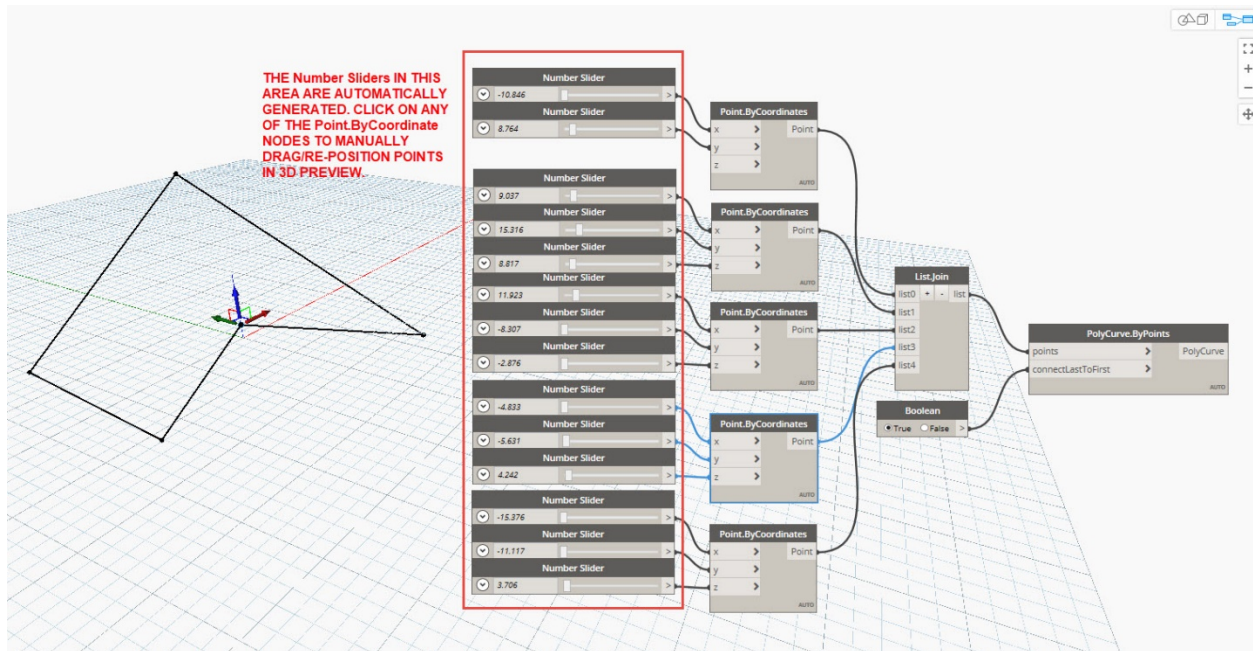 THE Number Sliders IN THIS
AREA ARE AUTOMATICALLY
GENERATED. CLICK ON ANY
OF THE Point.ByCoordinate
NODES TO MANUALLY
DRAG/RE-POSITION POINTS
IN 3D PREVIEW.
Number Slider
-10.846 >
Number Slider
8.764 >
Number Slider
9.037 >
Number Slider
15.316 >
Number Slider
8.817 >
Number Slider
11.923 >
Number Slider
-8.307 >
Number Slider
-2.876 >
Number Slider
-4.833 >
Number Slider
-5.631 >
Number Slider
4.242 >
Number Slider
-15.376 >
Number Slider
-11.117 >
Number Slider
3.706 >
Point.ByCoordinates
x > Point
y >
z >
AUTO
Point.ByCoordinates
x > Point
y >
z >
AUTO
Point.ByCoordinates
x > Point
y >
z >
AUTO
Point.ByCoordinates
x > Point
y >
z >
AUTO
Point.ByCoordinates
x > Point
y >
z >
AUTO
List.Join
list0 + - list
list1
list2
list3
list4
Boolean
True False >
PolyCurve.ByPoints
points > PolyCurve
connectLastToFirst >
AUTO